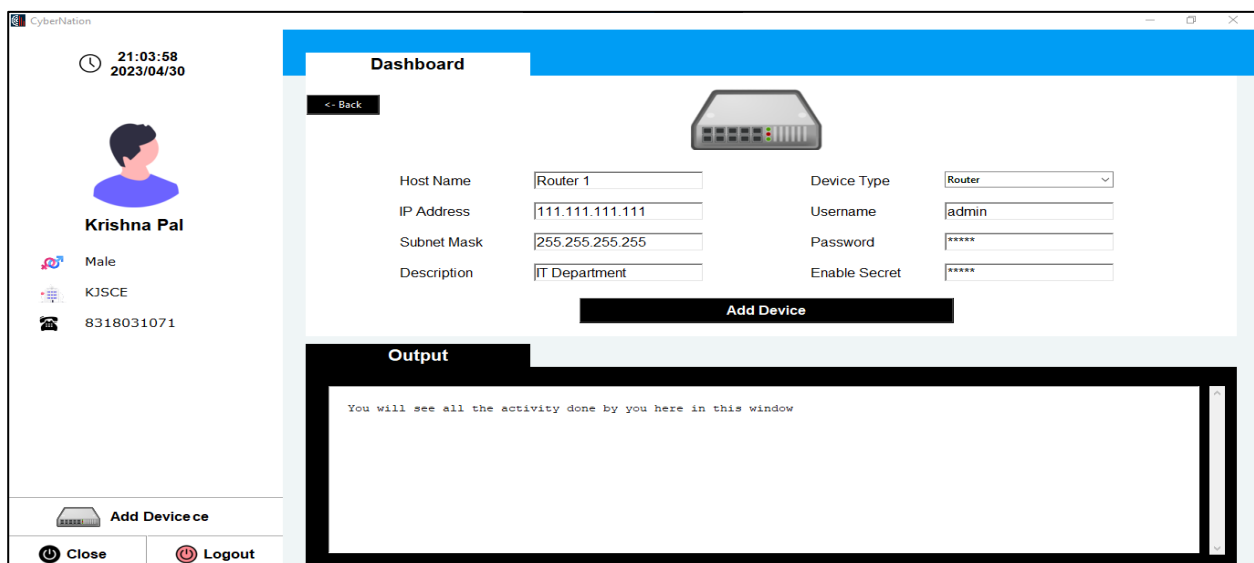 CyberNation
21:03:58
2023/04/30
Krishna Pal
Male
KJSCE
8318031071
Add Devicece
Close
Logout
Dashboard
<- Back
Host Name Router 1 Device Type Router
IP Address 111.111.111.111 Username admin
Subnet Mask 255.255.255.255 Password *****
Description IT Department Enable Secret *****
Add Device
Output
You will see all the activity done by you here in this window